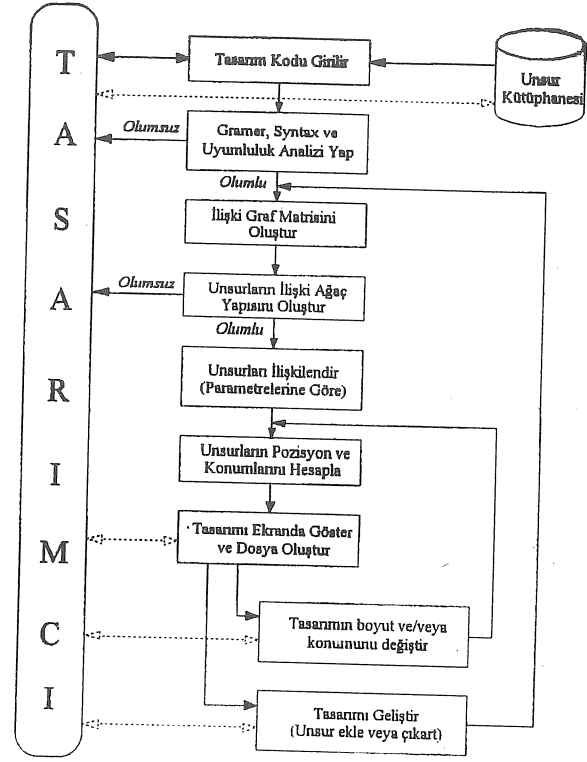 TASARIMCI
Tasarım Kodu Girilir
Unsur
Kütüphanesi
Olumsuz
Gramer, Syntax ve
Uyumluluk Analizi Yap
Olumlu
İlişki Graf Matrisini
Oluştur
Olumsuz
Unsurların İlişki Ağaç
Yapısını Oluştur
Olumlu
Unsurları İlişkilendir
(Parametrelerine Göre)
Unsurların Pozisyon ve
Konumlarını Hesapla
Tasarımı Ekranda Göster
ve Dosya Oluştur
Tasarımın boyut ve/veya
konumunu değiştir
Tasarımı Geliştir
(Unsur ekle veya çıkart)